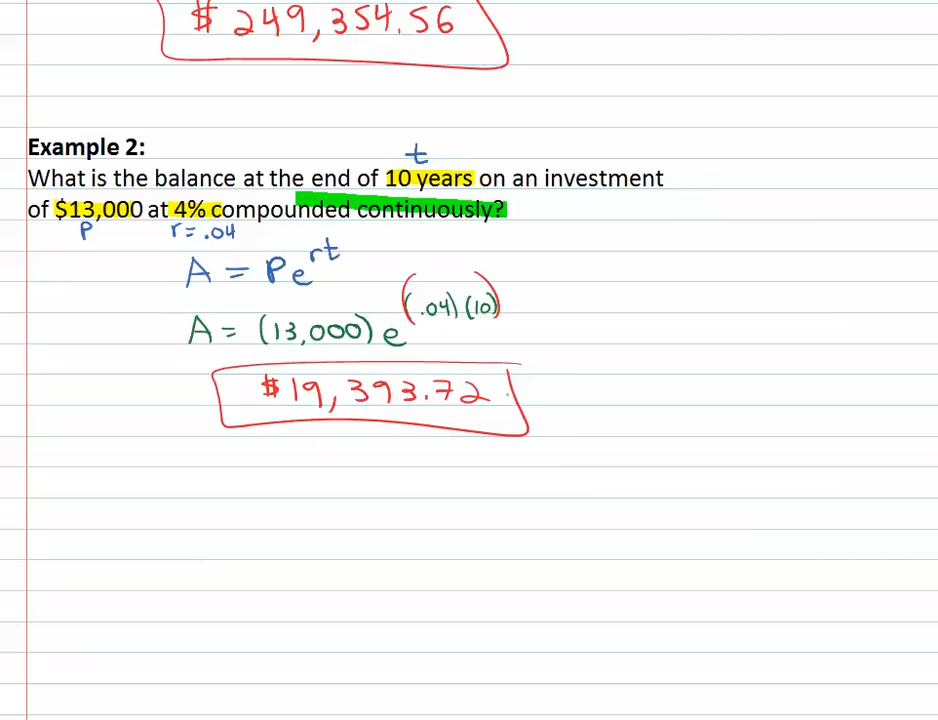 $ 249,354.56
Example 2:
t
What is the balance at the end of 10 years on an investment
of $13,000 at 4% compounded continuously?
P r = .04
A = Pe^rt
A = (13,000) e^((.04)(10))
$19,393.72